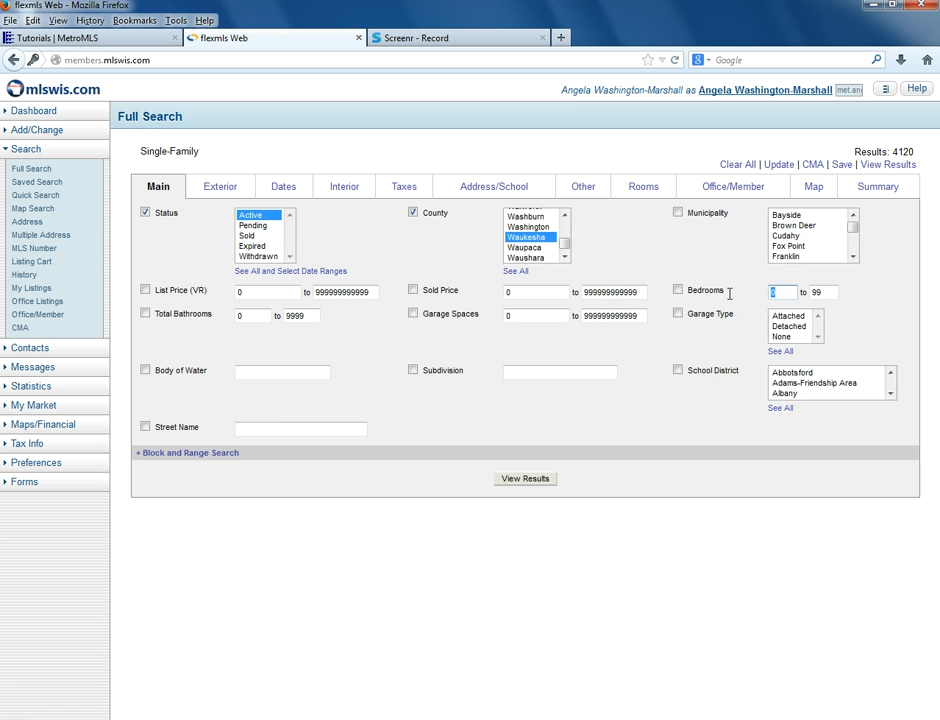 flexmls Web - Mozilla Firefox
File Edit View History Bookmarks Tools Help
Tutorials | MetroMLS
flexmls Web
Screenr - Record
members.mlswis.com
Google
mlswis.com
Angela Washington-Marshall as Angela Washington-Marshall
Help
Dashboard
Add/Change
Search
Full Search
Saved Search
Quick Search
Map Search
Address
Multiple Address
MLS Number
Listing Cart
History
My Listings
Office Listings
Office/Member
CMA
Contacts
Messages
Statistics
My Market
Maps/Financial
Tax Info
Preferences
Forms
Full Search
Single-Family
Results: 4120
Clear All | Update | CMA | Save | View Results
Main Exterior Dates Interior Taxes Address/School Other Rooms Office/Member Map Summary
Status
Active
Pending
Sold
Expired
Withdrawn
See All and Select Date Ranges
County
Washburn
Washington
Waukesha
Waupaca
Waushara
See All
Municipality
Bayside
Brown Deer
Cudahy
Fox Point
Franklin
List Price (VR) 0 to 999999999999
Sold Price 0 to 999999999999
Bedrooms 0 to 99
Total Bathrooms 0 to 9999
Garage Spaces 0 to 999999999999
Garage Type
Attached
Detached
None
See All
Body of Water
Subdivision
School District
Abbotsford
Adams-Friendship Area
Albany
See All
Street Name
+ Block and Range Search
View Results